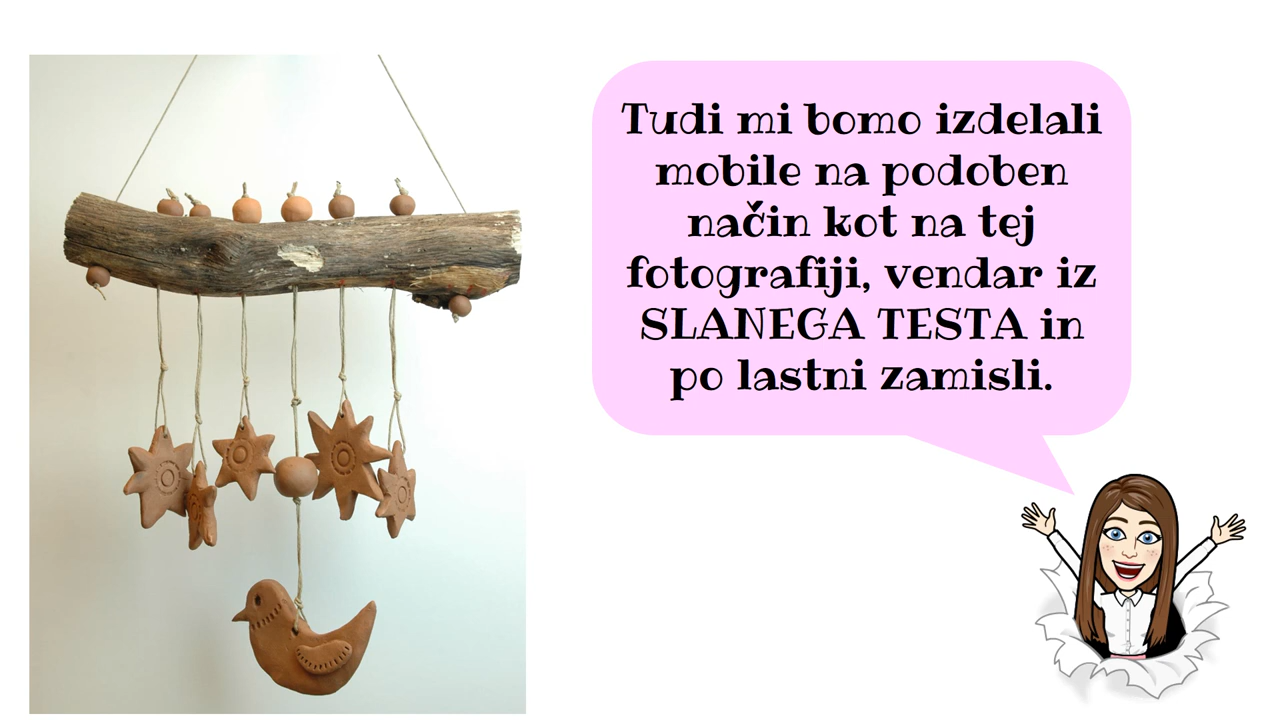 Tudi mi bomo izdelali
mobile na podoben
način kot na tej
fotografiji, vendar iz
SLANEGA TESTA in
po lastni zamisli.